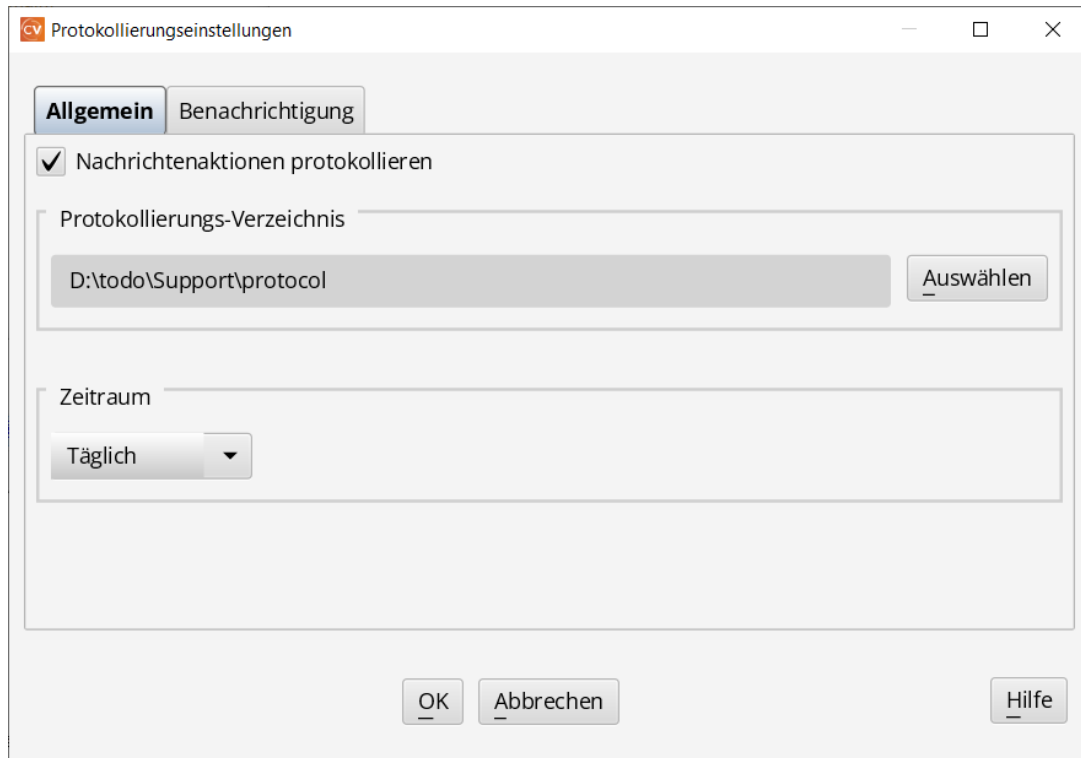 CV Protokollierungseinstellungen
Allgemein Benachrichtigung
Nachrichtenaktionen protokollieren
Protokollierungs-Verzeichnis
D:\todo\Support\protocol Auswählen
Zeitraum
Täglich
OK Abbrechen Hilfe